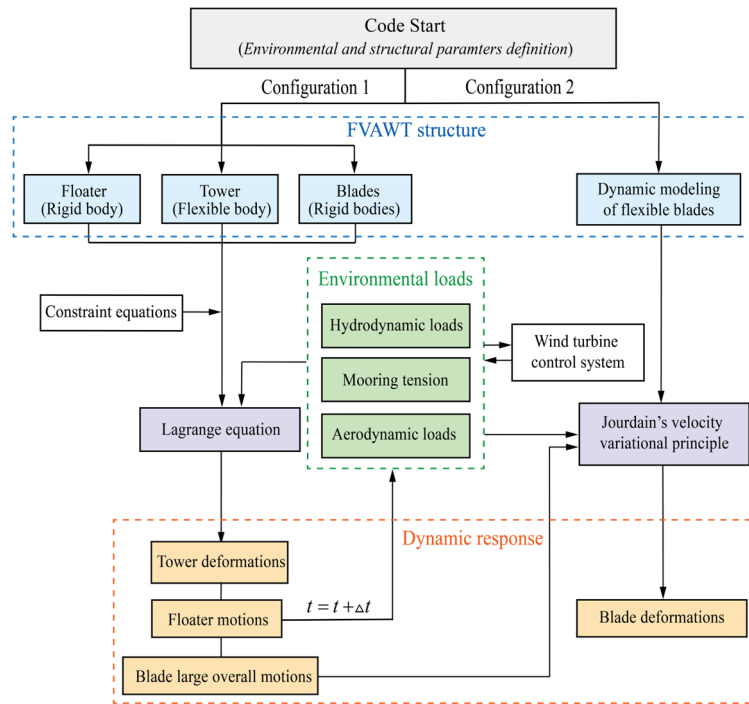 Code Start
(Environmental and structural paramters definition)
Configuration 1
Configuration 2
FVAWT structure
Floater
(Rigid body)
Tower
(Flexible body)
Blades
(Rigid bodies)
Dynamic modeling
of flexible blades
Environmental loads
Constraint equations
Hydrodynamic loads
Wind turbine
control system
Mooring tension
Lagrange equation
Aerodynamic loads
Jourdain's velocity
variational principle
Dynamic response
Tower deformations
Floater motions
t = t + △t
Blade deformations
Blade large overall motions